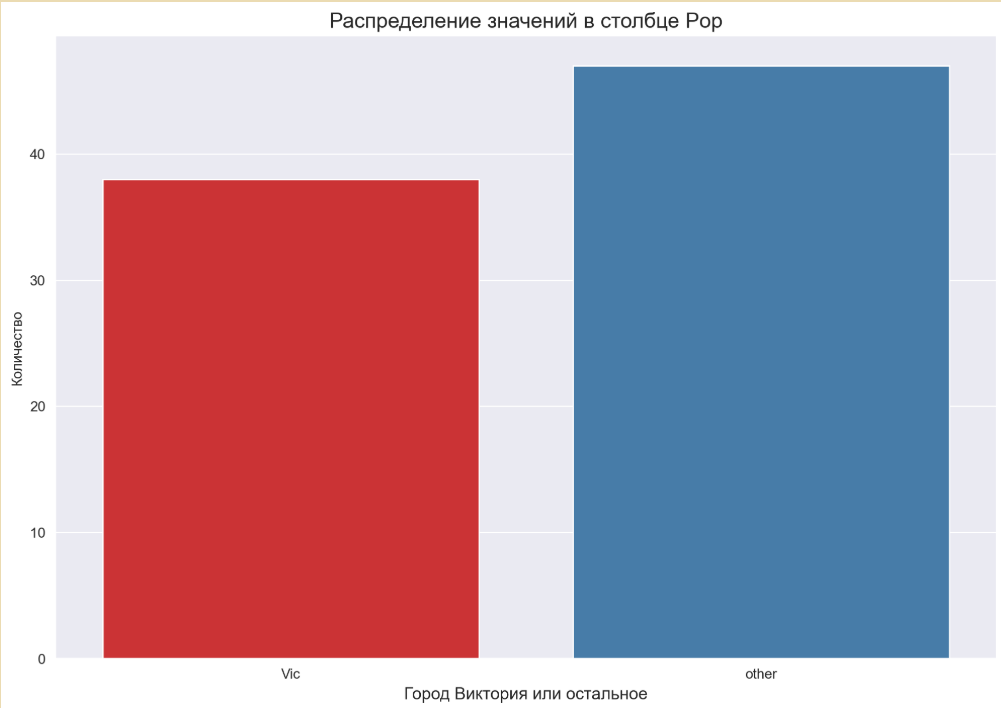 Распределение значений в столбце Pop
Количество
40
30
20
10
0
Vic
other
Город Виктория или остальное